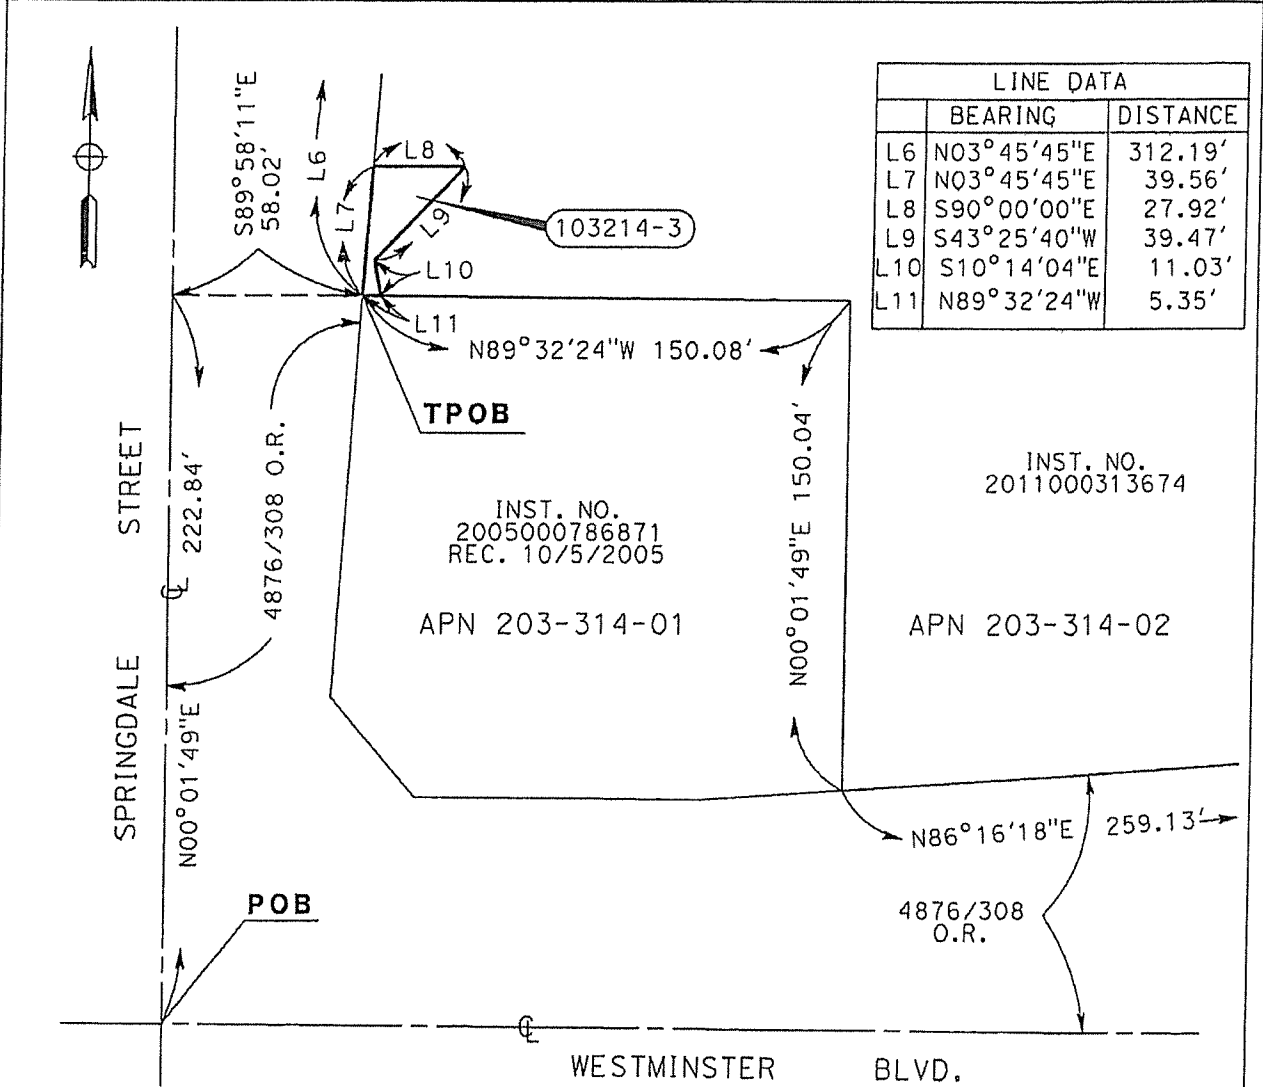 LINE DATA
BEARING DISTANCE
L6 N03°45'45"E 312.19'
L7 N03°45'45"E 39.56'
L8 S90°00'00"E 27.92'
L9 S43°25'40"W 39.47'
L10 S10°14'04"E 11.03'
L11 N89°32'24"W 5.35'
S89°58'11"E
58.02'
L6
L7
L8
L9
L10
L11
103214-3
N89°32'24"W 150.08'
TPOB
4876/308 O.R.
222.84'
N00°01'49"E
SPRINGDALE STREET
℄
INST. NO.
2005000786871
REC. 10/5/2005
APN 203-314-01
N00°01'49"E 150.04'
INST. NO.
2011000313674
APN 203-314-02
N86°16'18"E 259.13'
4876/308
O.R.
POB
℄
WESTMINSTER BLVD.